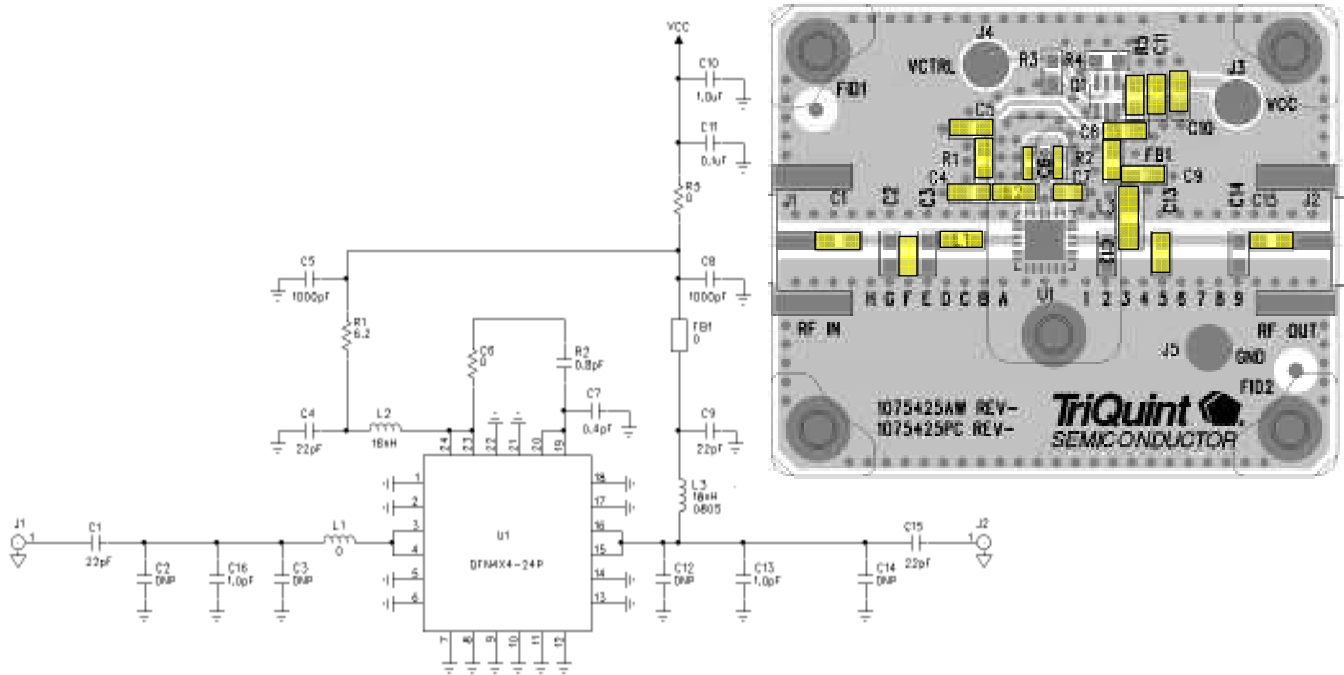 VCC
C10
1.0uF
C11
0.1uF
R5
0
C5
1000pF
C8
1000pF
R1
6.2
FB1
0
C6
0
R2
0.8pF
C7
0.4pF
C4
22pF
L2
18nH
C9
22pF
24 23 22 21 20 19
L3
18nH
0805
1 18
2 17
3 16
4 15
5 14
6 13
U1
QFN4X4-24P
7 8 9 10 11 12
J1
1
C1
22pF
L1
0
C2
DNP
C16
1.0pF
C3
DNP
C12
DNP
C13
1.0pF
C14
DNP
C15
22pF
J2
1
J4
VCTRL
R3 R4
Q1
J3
VCC
FID1
C5
C8
C10
R1
C6
R2
FB1
C4
C7
C9
J1
C1
C2
C3
L3
C13
C14
C15
J2
L1
C12
H G F E D C B A
U1
1 2 3 4 5 6 7 8 9
RF IN
RF OUT
J5
GND
FID2
1075425AW REV-
1075425PC REV-
TriQuint
SEMICONDUCTOR